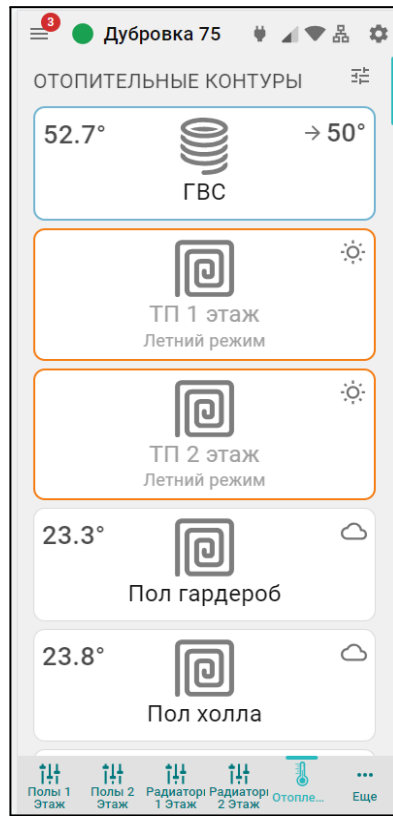 3
Дубровка 75
ОТОПИТЕЛЬНЫЕ КОНТУРЫ
52.7°
→ 50°
ГВС
ТП 1 этаж
Летний режим
ТП 2 этаж
Летний режим
23.3°
Пол гардероб
23.8°
Пол холла
Полы 1
Этаж
Полы 2
Этаж
Радиаторы
1 Этаж
Радиаторы
2 Этаж
Отопле...
Еще